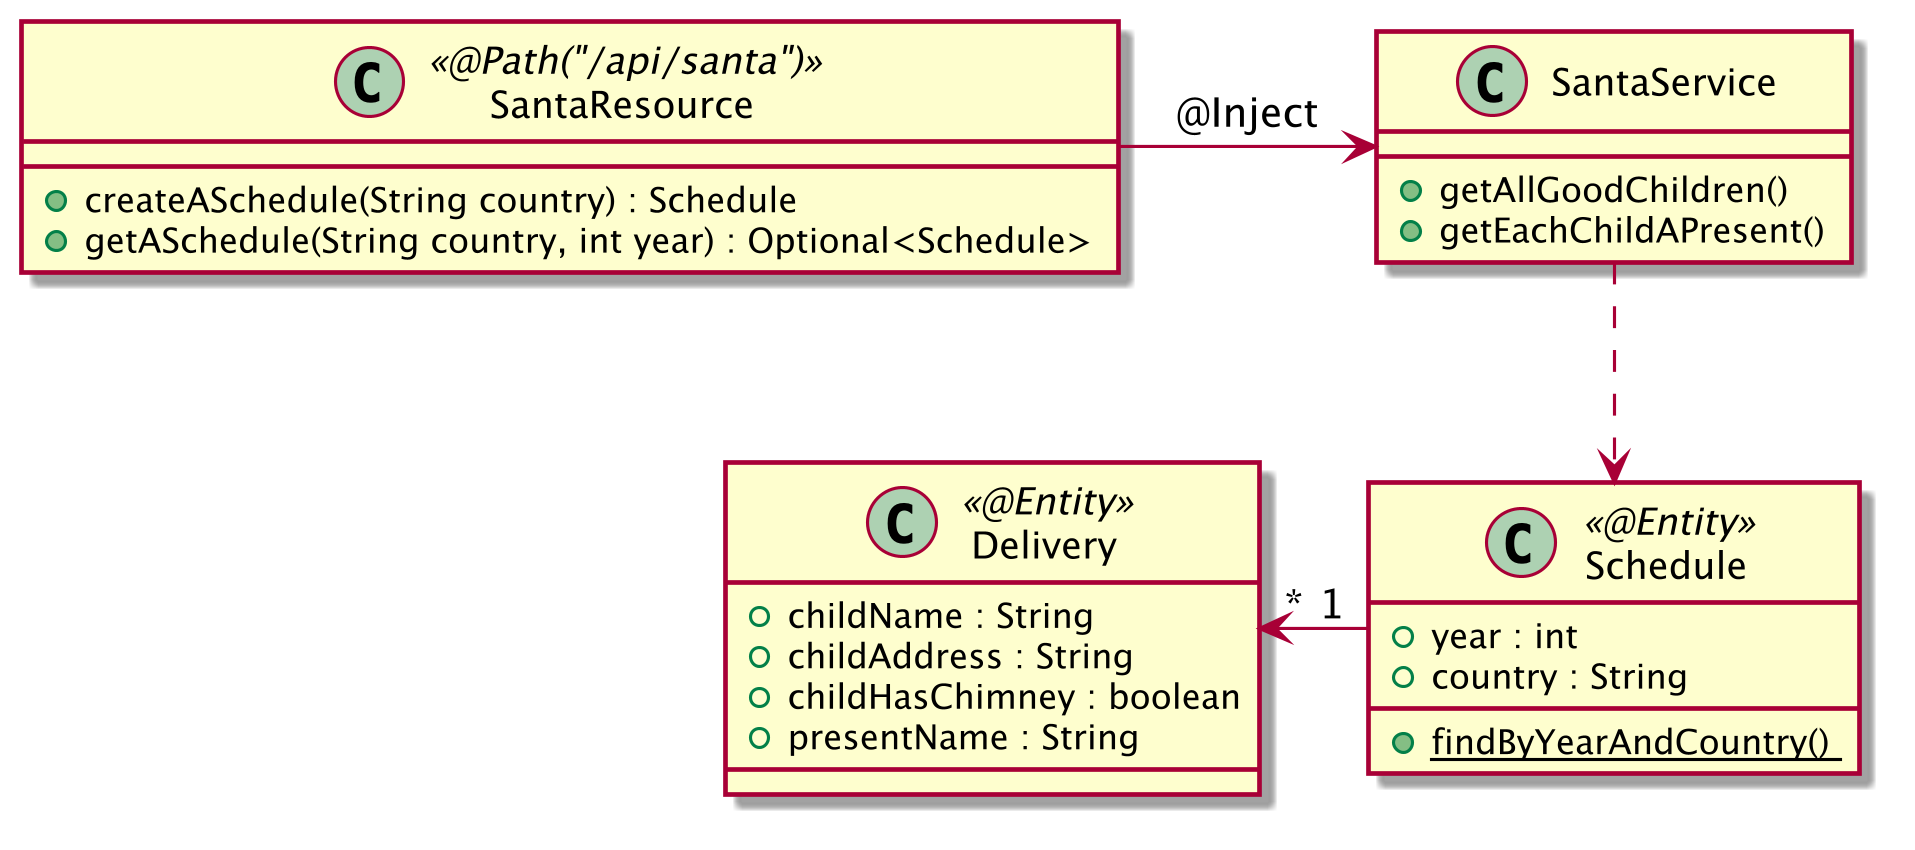 C
«@Path("/api/santa")»
SantaResource
createASchedule(String country) : Schedule
getASchedule(String country, int year) : Optional<Schedule>
@Inject
C
SantaService
getAllGoodChildren()
getEachChildAPresent()
C
«@Entity»
Delivery
childName : String
childAddress : String
childHasChimney : boolean
presentName : String
* 1
C
«@Entity»
Schedule
year : int
country : String
findByYearAndCountry()